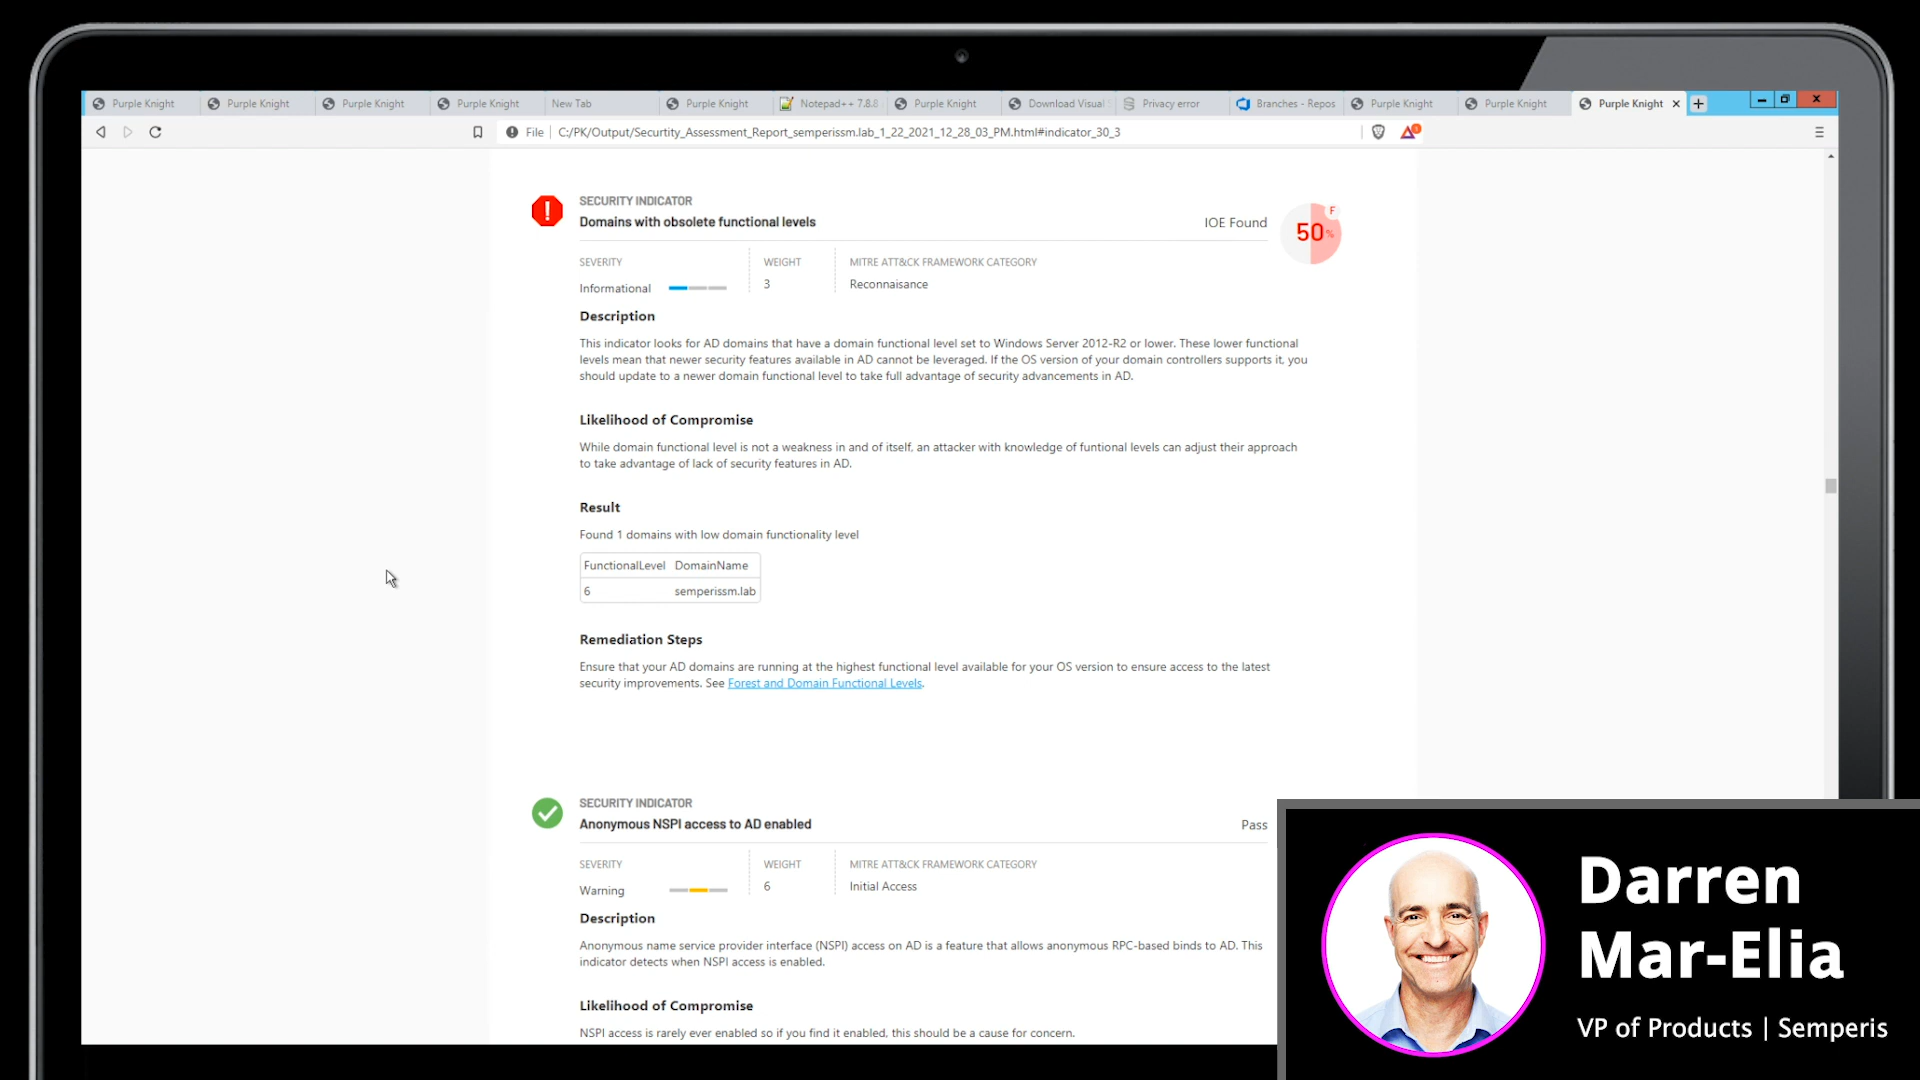 Purple Knight
Purple Knight
Purple Knight
Purple Knight
New Tab
Purple Knight
Notepad++ 7.8.8
Purple Knight
Download Visual
Privacy error
Branches - Repos
Purple Knight
Purple Knight
Purple Knight
File
C:/PK/Output/Securtity_Assessment_Report_semperissm.lab_1_22_2021_12_28_03_PM.html#indicator_30_3
SECURITY INDICATOR
Domains with obsolete functional levels
IOE Found
50%
F
SEVERITY
Informational
WEIGHT
3
MITRE ATT&CK FRAMEWORK CATEGORY
Reconnaisance
Description
This indicator looks for AD domains that have a domain functional level set to Windows Server 2012-R2 or lower. These lower functional
levels mean that newer security features available in AD cannot be leveraged. If the OS version of your domain controllers supports it, you
should update to a newer domain functional level to take full advantage of security advancements in AD.
Likelihood of Compromise
While domain functional level is not a weakness in and of itself, an attacker with knowledge of funtional levels can adjust their approach
to take advantage of lack of security features in AD.
Result
Found 1 domains with low domain functionality level
FunctionalLevel DomainName
6 semperissm.lab
Remediation Steps
Ensure that your AD domains are running at the highest functional level available for your OS version to ensure access to the latest
security improvements. See Forest and Domain Functional Levels.
SECURITY INDICATOR
Anonymous NSPI access to AD enabled
Pass
SEVERITY
Warning
WEIGHT
6
MITRE ATT&CK FRAMEWORK CATEGORY
Initial Access
Description
Anonymous name service provider interface (NSPI) access on AD is a feature that allows anonymous RPC-based binds to AD. This
indicator detects when NSPI access is enabled.
Likelihood of Compromise
NSPI access is rarely ever enabled so if you find it enabled, this should be a cause for concern.
Darren
Mar-Elia
VP of Products | Semperis